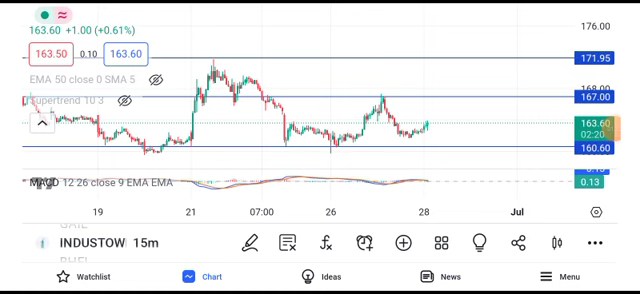 163.60 +1.00 (+0.61%)
163.50 0.10 163.60
EMA 50 close 0 SMA 5
Supertrend 10 3
MACD 12 26 close 9 EMA EMA
176.00
171.95
168.00
167.00
163.60
02:20
160.60
0.13
19 21 07:00 26 28 Jul
INDUSTOW 15m
Watchlist Chart Ideas News Menu